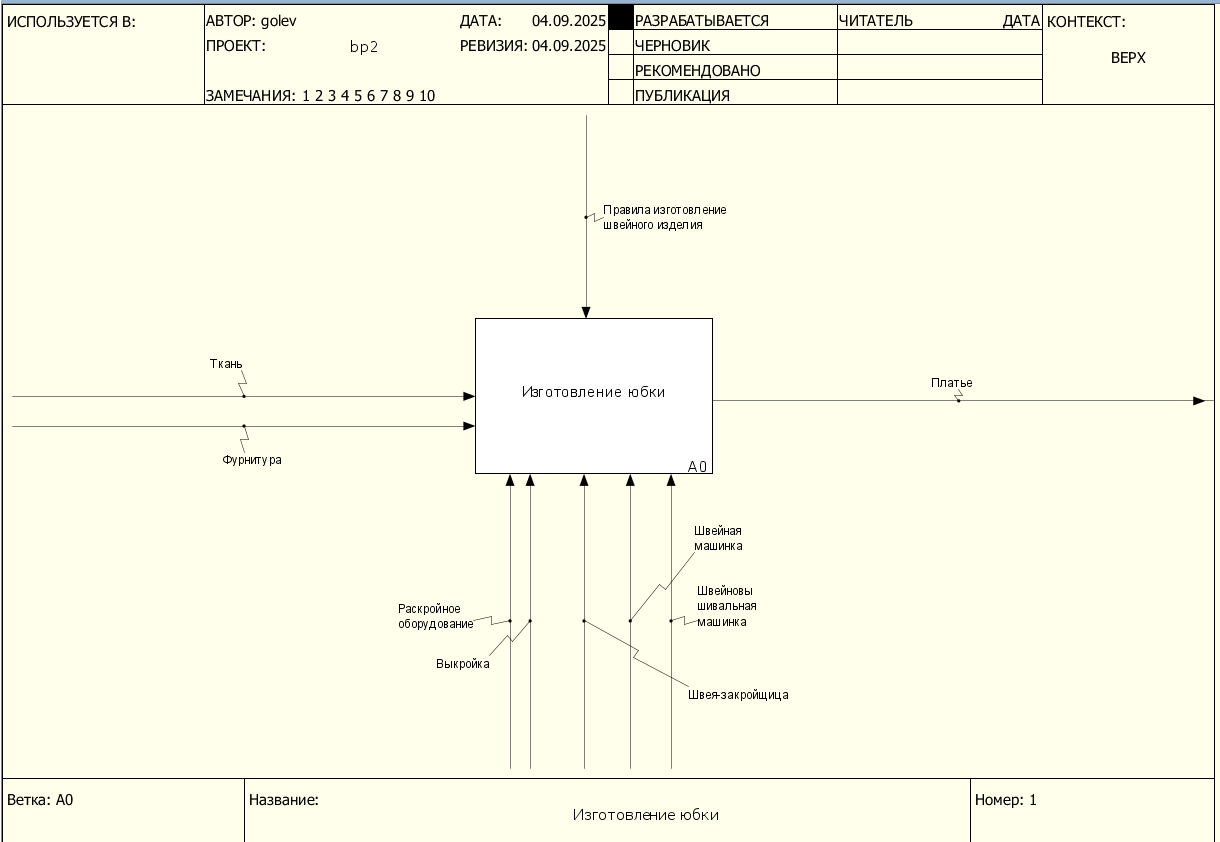 ИСПОЛЬЗУЕТСЯ В:
АВТОР: golev
ДАТА: 04.09.2025
РАЗРАБАТЫВАЕТСЯ
ЧИТАТЕЛЬ
ДАТА
КОНТЕКСТ:
ПРОЕКТ: bp2
РЕВИЗИЯ: 04.09.2025
ЧЕРНОВИК
ВЕРХ
РЕКОМЕНДОВАНО
ЗАМЕЧАНИЯ: 1 2 3 4 5 6 7 8 9 10
ПУБЛИКАЦИЯ
Правила изготовление
швейного изделия
Ткань
Фурнитура
Изготовление юбки
A0
Платье
Швейная
машинка
Швейновы
шивальная
машинка
Раскройное
оборудование
Выкройка
Швея-закройщица
Ветка: A0
Название:
Изготовление юбки
Номер: 1